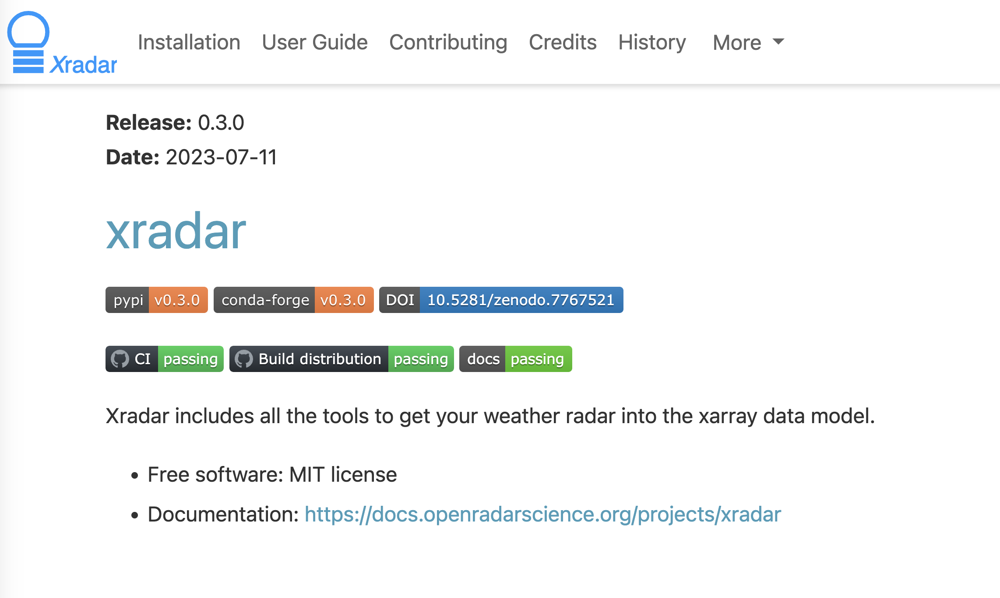 Xradar
Installation User Guide Contributing Credits History More
Release: 0.3.0
Date: 2023-07-11
xradar
pypi v0.3.0 conda-forge v0.3.0 DOI 10.5281/zenodo.7767521
CI passing Build distribution passing docs passing
Xradar includes all the tools to get your weather radar into the xarray data model.
• Free software: MIT license
• Documentation: https://docs.openradarscience.org/projects/xradar